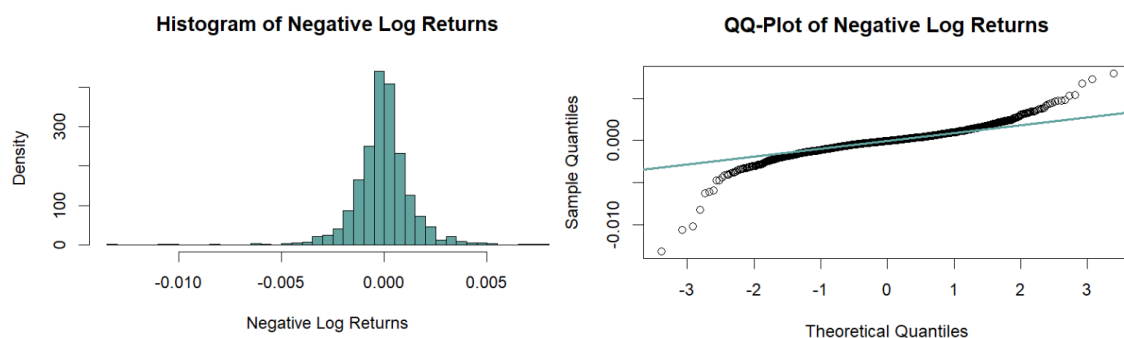 Histogram of Negative Log Returns
Density
300
100
0
-0.010 -0.005 0.000 0.005
Negative Log Returns
QQ-Plot of Negative Log Returns
Sample Quantiles
0.000
-0.010
-3 -2 -1 0 1 2 3
Theoretical Quantiles